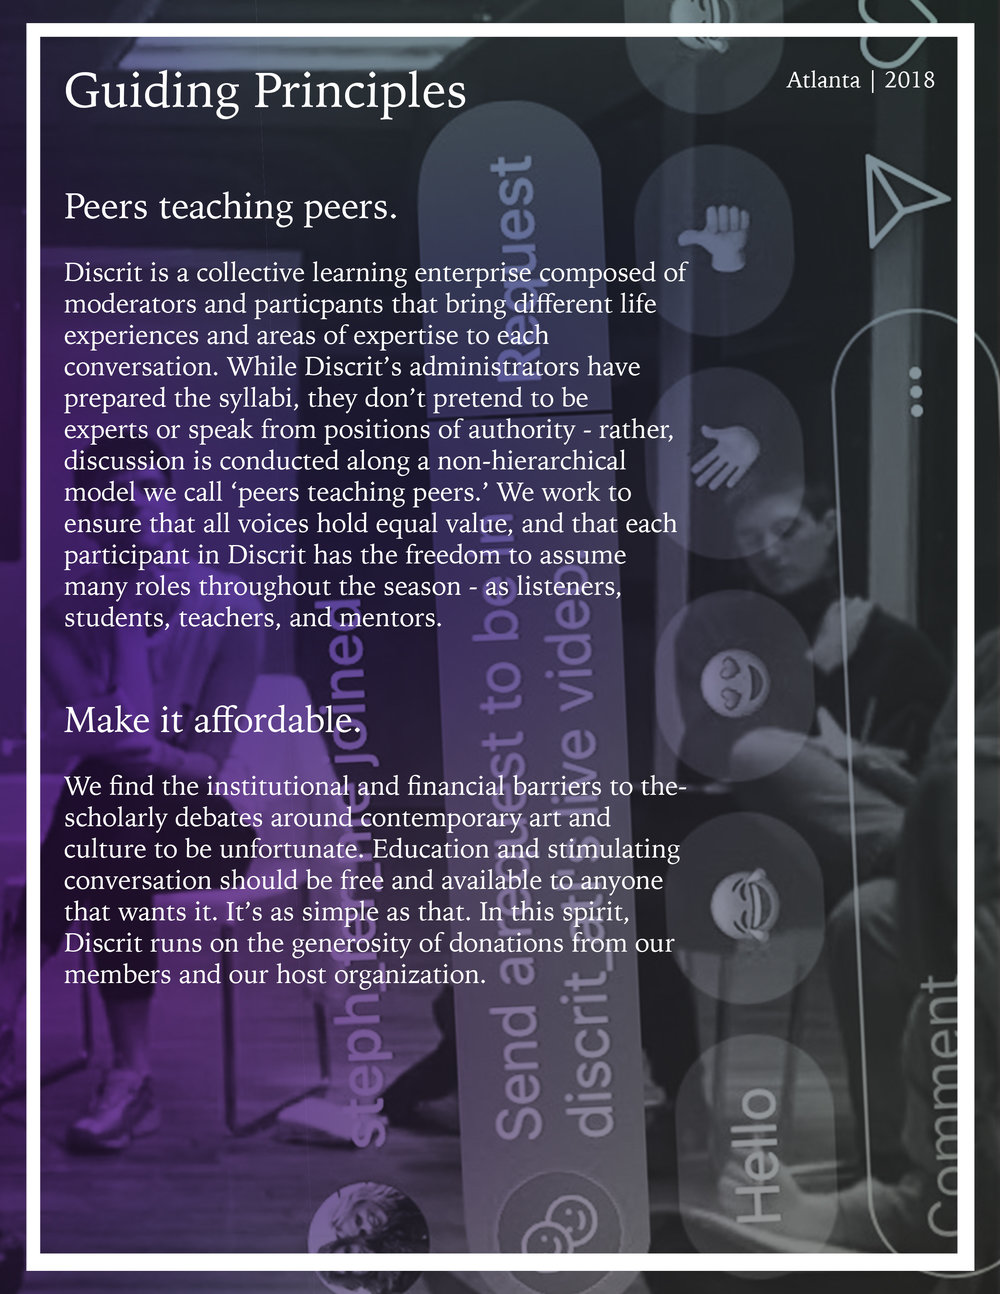 Guiding Principles
Atlanta | 2018
Peers teaching peers.
Discrit is a collective learning enterprise composed of
moderators and particpants that bring different life
experiences and areas of expertise to each
conversation. While Discrit’s administrators have
prepared the syllabi, they don’t pretend to be
experts or speak from positions of authority - rather,
discussion is conducted along a non-hierarchical
model we call ‘peers teaching peers.’ We work to
ensure that all voices hold equal value, and that each
participant in Discrit has the freedom to assume
many roles throughout the season - as listeners,
students, teachers, and mentors.
Make it affordable.
We find the institutional and financial barriers to the-
scholarly debates around contemporary art and
culture to be unfortunate. Education and stimulating
conversation should be free and available to anyone
that wants it. It’s as simple as that. In this spirit,
Discrit runs on the generosity of donations from our
members and our host organization.
joined
Send a request to be in
live video
Request
Hello
Comment